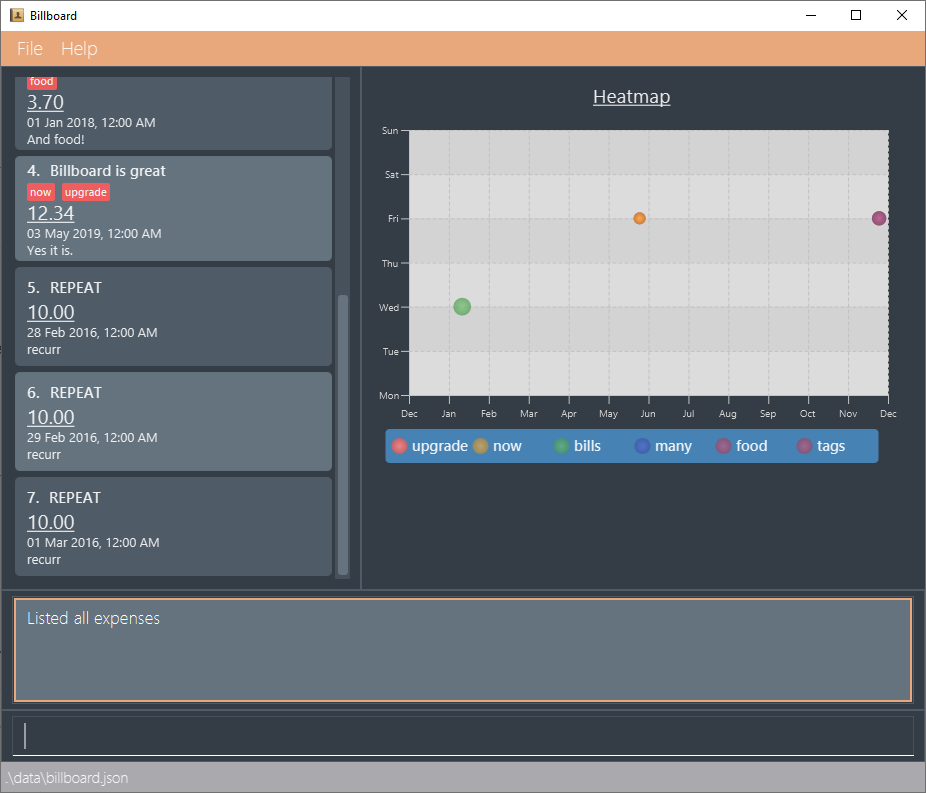 Billboard
File Help
food
3.70
01 Jan 2018, 12:00 AM
And food!
4. Billboard is great
now upgrade
12.34
03 May 2019, 12:00 AM
Yes it is.
5. REPEAT
10.00
28 Feb 2016, 12:00 AM
recurr
6. REPEAT
10.00
29 Feb 2016, 12:00 AM
recurr
7. REPEAT
10.00
01 Mar 2016, 12:00 AM
recurr
Heatmap
Sun
Sat
Fri
Thu
Wed
Tue
Mon
Dec Jan Feb Mar Apr May Jun Jul Aug Sep Oct Nov Dec
upgrade now bills many food tags
Listed all expenses
.\data\billboard.json